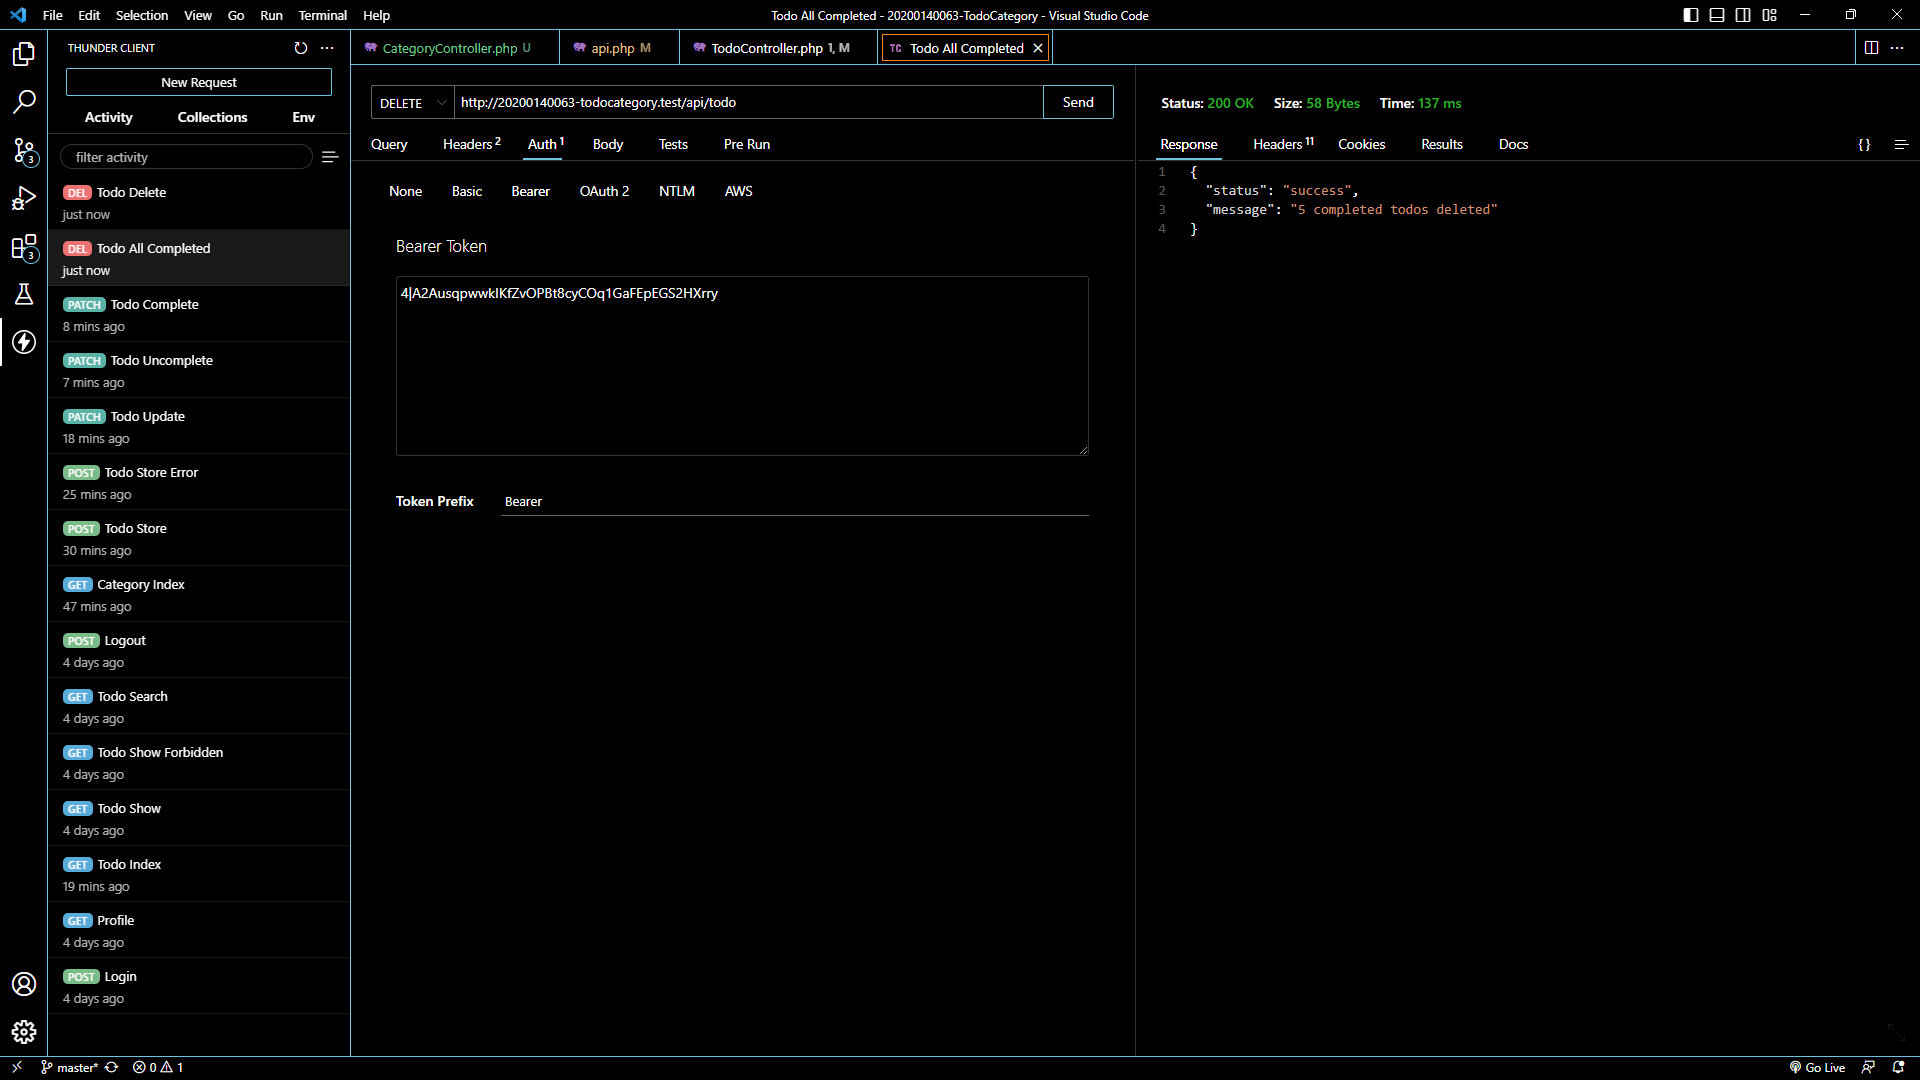 File Edit Selection View Go Run Terminal Help
Todo All Completed - 20200140063-TodoCategory - Visual Studio Code
THUNDER CLIENT
New Request
Activity Collections Env
filter activity
DEL Todo Delete
just now
DEL Todo All Completed
just now
PATCH Todo Complete
8 mins ago
PATCH Todo Uncomplete
7 mins ago
PATCH Todo Update
18 mins ago
POST Todo Store Error
25 mins ago
POST Todo Store
30 mins ago
GET Category Index
47 mins ago
POST Logout
4 days ago
GET Todo Search
4 days ago
GET Todo Show Forbidden
4 days ago
GET Todo Show
4 days ago
GET Todo Index
19 mins ago
GET Profile
4 days ago
POST Login
4 days ago
3
3
CategoryController.php U
api.php M
TodoController.php 1, M
TC Todo All Completed
DELETE http://20200140063-todocategory.test/api/todo Send
Query Headers 2 Auth 1 Body Tests Pre Run
None Basic Bearer OAuth 2 NTLM AWS
Bearer Token
4|A2AusqpwwkIKfZvOPBt8cyCOq1GaFEpEGS2HXrry
Token Prefix Bearer
Status: 200 OK Size: 58 Bytes Time: 137 ms
Response Headers 11 Cookies Results Docs {}
1 {
2 "status": "success",
3 "message": "5 completed todos deleted"
4 }
master* 0 1
Go Live